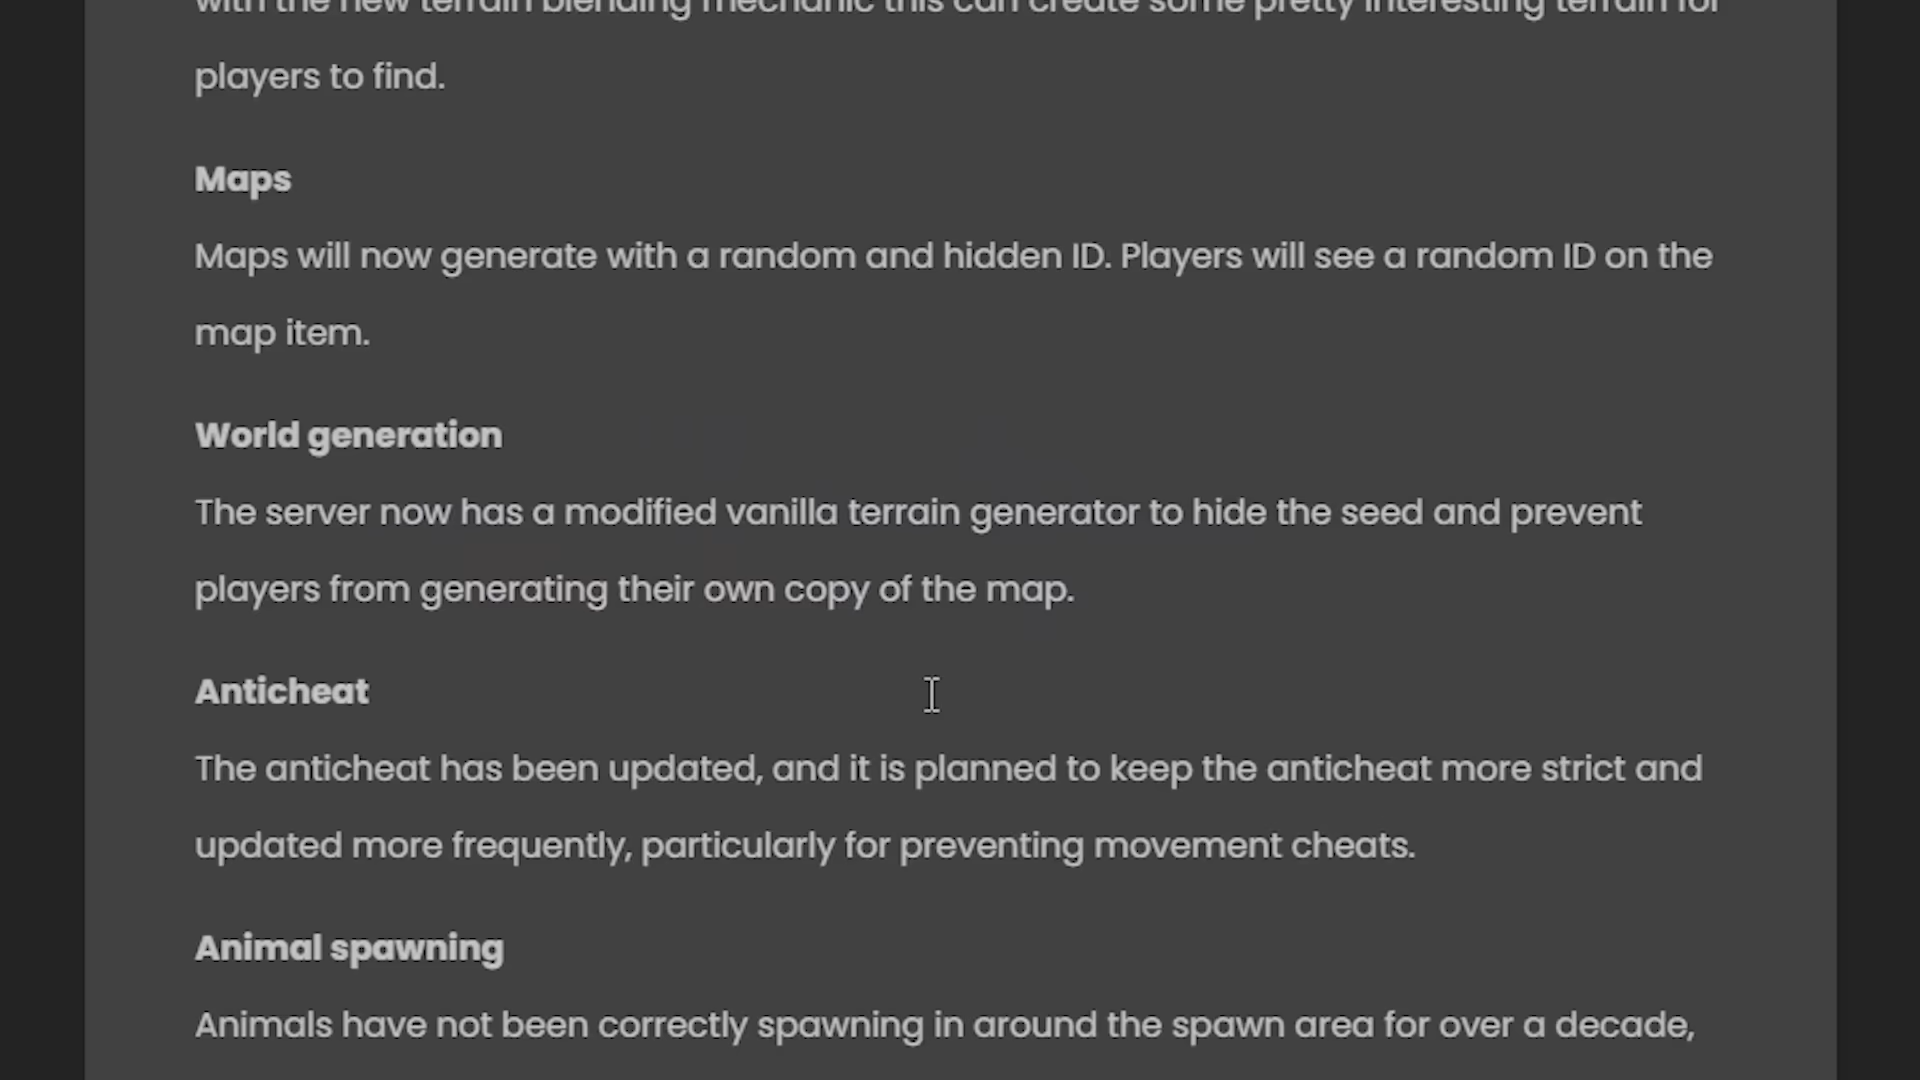 with the new terrain blending mechanic this can create some pretty interesting terrain for
players to find.
Maps
Maps will now generate with a random and hidden ID. Players will see a random ID on the
map item.
World generation
The server now has a modified vanilla terrain generator to hide the seed and prevent
players from generating their own copy of the map.
Anticheat
The anticheat has been updated, and it is planned to keep the anticheat more strict and
updated more frequently, particularly for preventing movement cheats.
Animal spawning
Animals have not been correctly spawning in around the spawn area for over a decade,